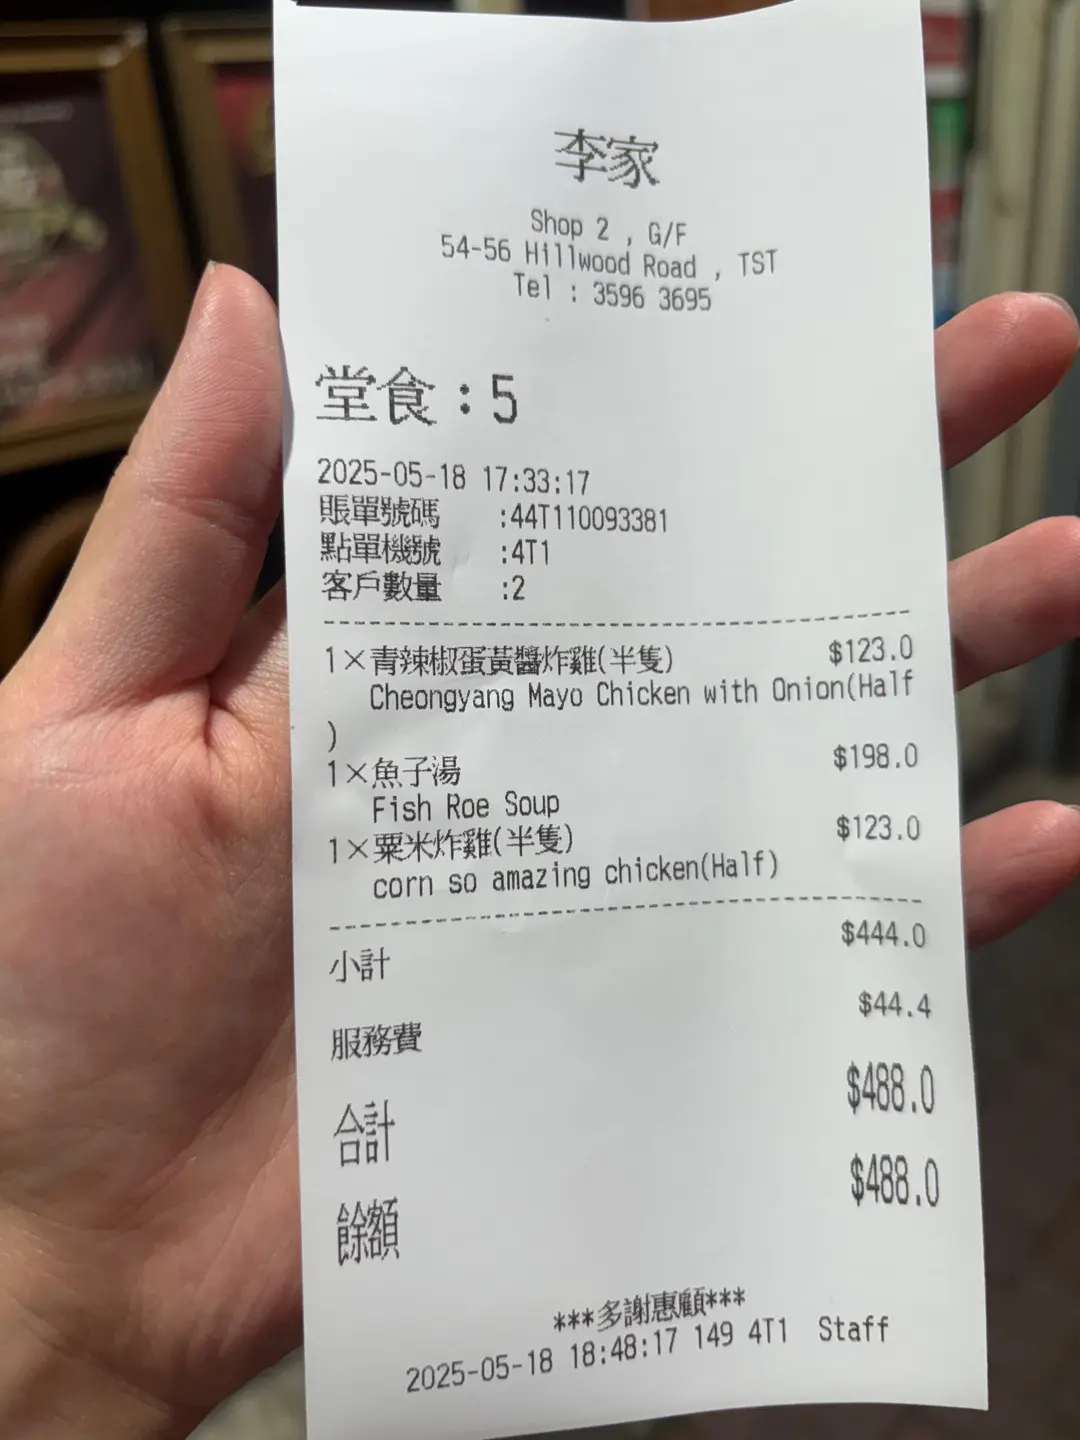 李家
Shop 2 , G/F
54-56 Hillwood Road , TST
Tel : 3596 3695
堂食：5
2025-05-18 17:33:17
賬單號碼 :44T110093381
點單機號 :4T1
客戶數量 :2
1×青辣椒蛋黃醬炸雞(半隻) $123.0
Cheongyang Mayo Chicken with Onion(Half
)
1×魚子湯 $198.0
Fish Roe Soup
1×粟米炸雞(半隻) $123.0
corn so amazing chicken(Half)
小計 $444.0
服務費 $44.4
合計 $488.0
餘額 $488.0
***多謝惠顧***
2025-05-18 18:48:17 149 4T1 Staff